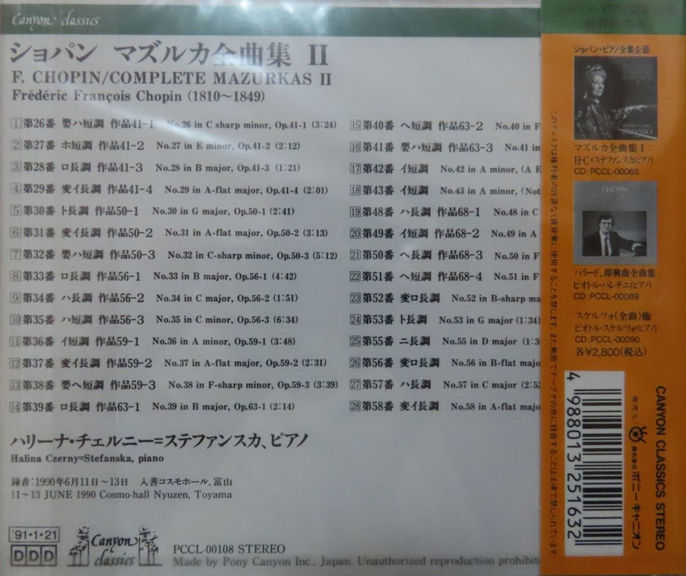 Canyon classics
ショパン マズルカ全曲集 II
F. CHOPIN/COMPLETE MAZURKAS II
Frédéric François Chopin (1810〜1849)
1 第26番 嬰ハ短調 作品41-1 No.26 in C sharp minor, Op.41-1 (3:24)
2 第27番 ホ短調 作品41-2 No.27 in E minor, Op.41-2 (2:12)
3 第28番 ロ長調 作品41-3 No.28 in B major, Op.41-3 (1:21)
4 第29番 変イ長調 作品41-4 No.29 in A-flat major, Op.41-4 (2:01)
5 第30番 ト長調 作品50-1 No.30 in G major, Op.50-1 (2:41)
6 第31番 変イ長調 作品50-2 No.31 in A-flat major, Op.50-2 (3:13)
7 第32番 嬰ハ短調 作品50-3 No.32 in C-sharp minor, Op.50-3 (5:12)
8 第33番 ロ長調 作品56-1 No.33 in B major, Op.56-1 (4:42)
9 第34番 ハ長調 作品56-2 No.34 in C major, Op.56-2 (1:51)
10 第35番 ハ短調 作品56-3 No.35 in C minor, Op.56-3 (6:34)
11 第36番 イ短調 作品59-1 No.36 in A minor, Op.59-1 (3:48)
12 第37番 変イ長調 作品59-2 No.37 in A-flat major, Op.59-2 (2:31)
13 第38番 嬰ヘ短調 作品59-3 No.38 in F-sharp minor, Op.59-3 (3:39)
14 第39番 ロ長調 作品63-1 No.39 in B major, Op.63-1 (2:14)
15 第40番 ヘ短調 作品63-2 No.40 in F
16 第41番 嬰ハ短調 作品63-3 No.41 in
17 第42番 イ短調 No.42 in A minor, (A E
18 第43番 イ短調 No.43 in A minor, (Not
19 第48番 ハ長調 作品68-1 No.48 in C
20 第49番 イ短調 作品68-2 No.49 in A
21 第50番 ヘ長調 作品68-3 No.50 in F
22 第51番 ヘ短調 作品68-4 No.51 in F
23 第52番 変ロ長調 No.52 in B-sharp ma
24 第53番 ト長調 No.53 in G major (1:34
25 第55番 ニ長調 No.55 in D major (1:3
26 第56番 変ロ長調 No.56 in B-flat major
27 第57番 ハ長調 No.57 in C major (2:53
28 第58番 変イ長調 No.58 in A-flat major
ハリーナ・チェルニー=ステファンスカ、ピアノ
Halina Czerny=Stefanska, piano
録音:1990年6月11日〜13日 入善コスモホール、富山
11〜13 JUNE 1990 Cosmo-hall Nyuzen, Toyama
'91・1・21
DDD
Canyon classics
PCCL-00108 STEREO
Made by Pony Canyon Inc., Japan. Unauthorized reproduction prohibite
ショパン・ピアノ全集企画
マズルカ全曲集I:
H・C=ステファンスカ(ピアノ)
CD:PCCL-00065
CHOPIN
バラード、即興曲全曲集
ピオトル・パレチニ(ピアノ)
CD:PCCL-00089
スケルツォ(全曲)他
CD:PCCL-00090
各¥2,800(税込)
CANYON CLASSICS STEREO
発売元
株式会社 ポニーキャニオン
4 988013 251632